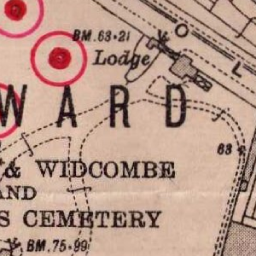 BM. 63·21
O
Lodge
L
WARD
63
& WIDCOMBE
AND
S CEMETERY
BM. 75·99